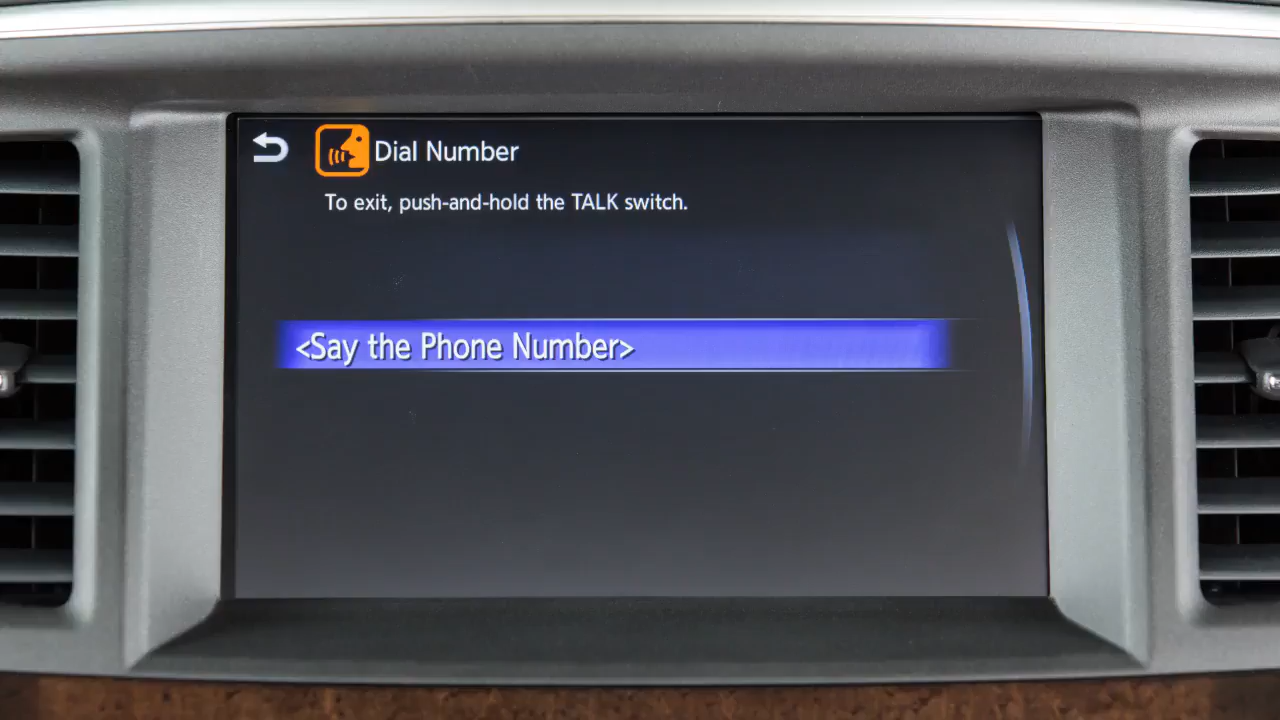 Dial Number
To exit, push-and-hold the TALK switch.
<Say the Phone Number>